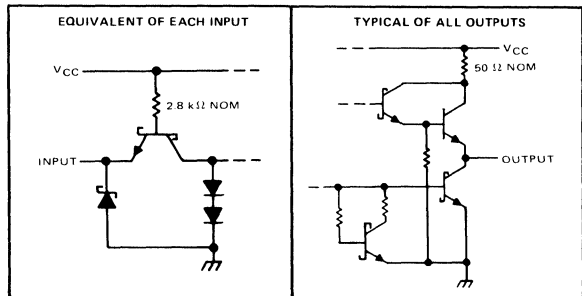 EQUIVALENT OF EACH INPUT
VCC
2.8 kΩ NOM
INPUT
TYPICAL OF ALL OUTPUTS
VCC
50 Ω NOM
OUTPUT